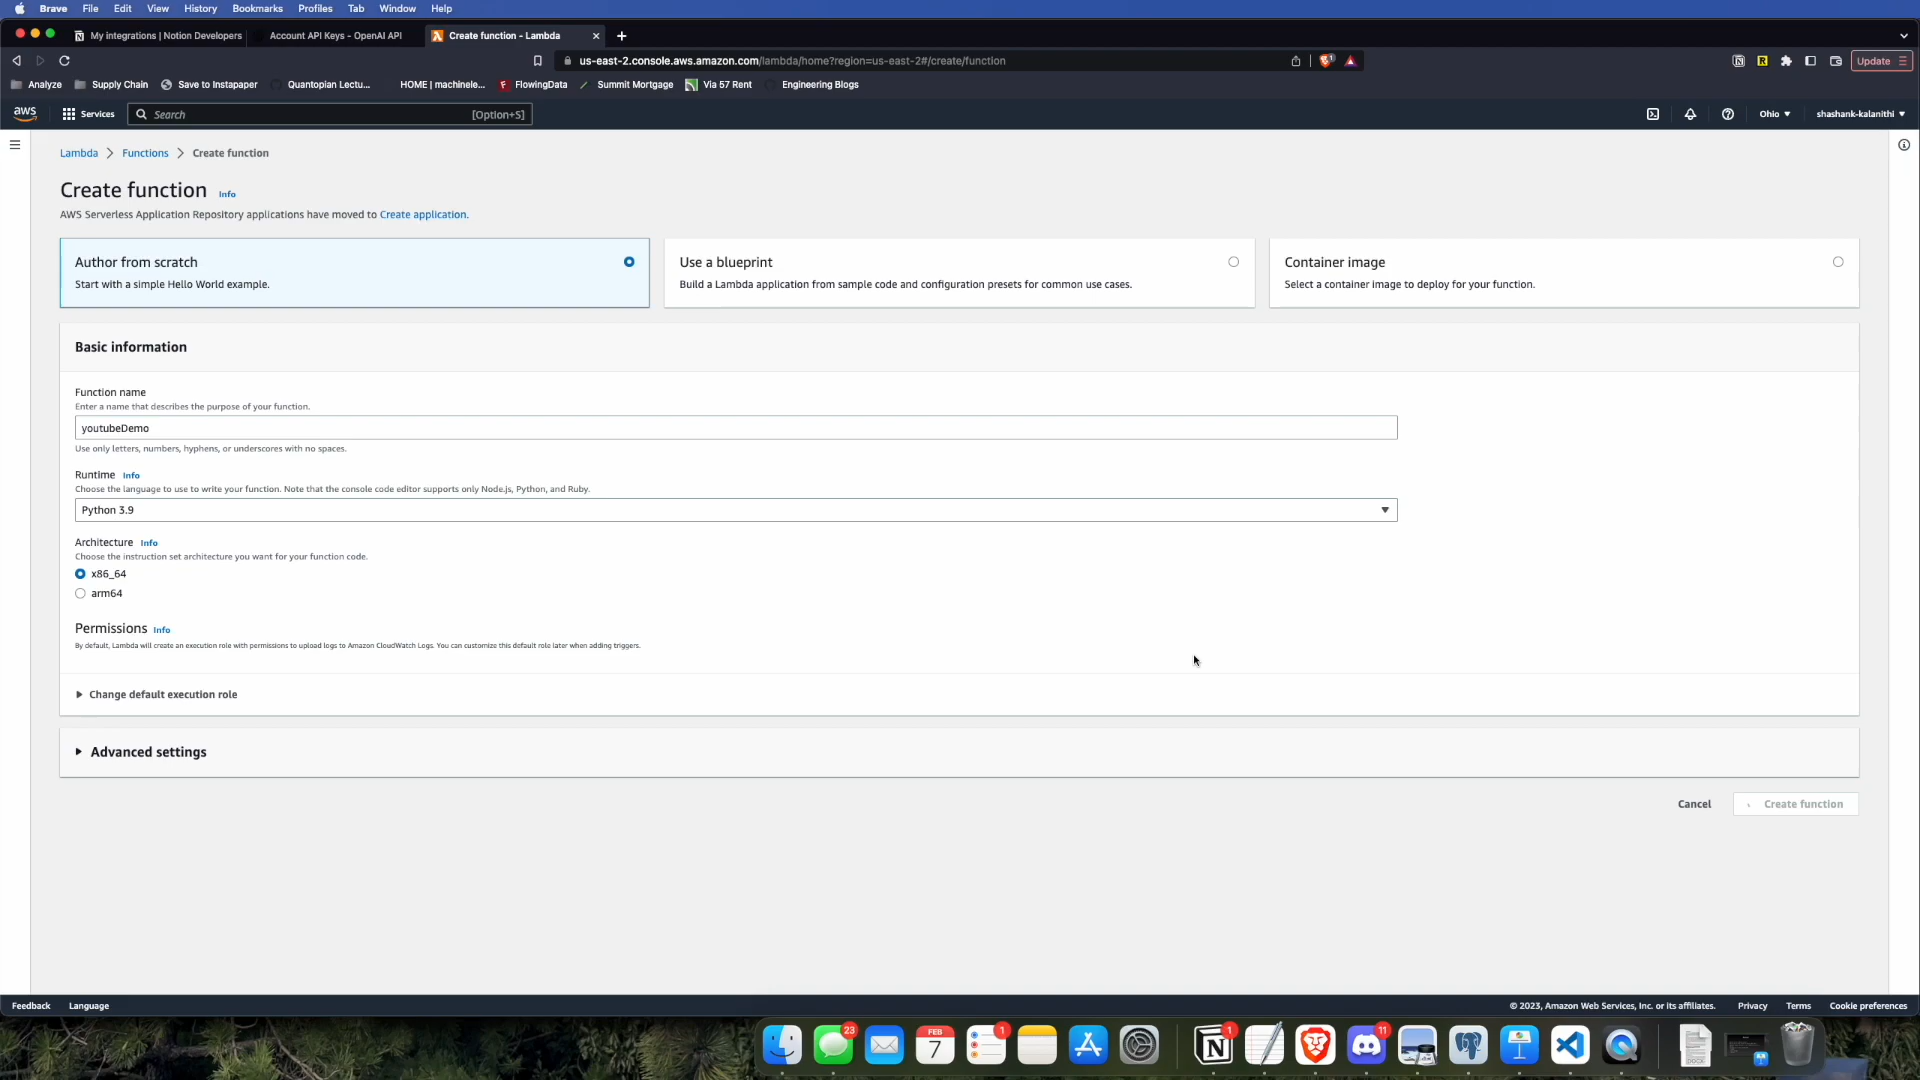 Brave File Edit View History Bookmarks Profiles Tab Window Help
My integrations | Notion Developers Account API Keys - OpenAI API Create function - Lambda
us-east-2.console.aws.amazon.com/lambda/home?region=us-east-2#/create/function Update
Analyze Supply Chain Save to Instapaper Quantopian Lectu... HOME | machinele... FlowingData Summit Mortgage Via 57 Rent Engineering Blogs
aws Services Search [Option+S] Ohio shashank-kalanithi
Lambda Functions Create function
Create function Info
AWS Serverless Application Repository applications have moved to Create application.
Author from scratch
Start with a simple Hello World example.
Use a blueprint
Build a Lambda application from sample code and configuration presets for common use cases.
Container image
Select a container image to deploy for your function.
Basic information
Function name
Enter a name that describes the purpose of your function.
youtubeDemo
Use only letters, numbers, hyphens, or underscores with no spaces.
Runtime Info
Choose the language to use to write your function. Note that the console code editor supports only Node.js, Python, and Ruby.
Python 3.9
Architecture Info
Choose the instruction set architecture you want for your function code.
x86_64
arm64
Permissions Info
By default, Lambda will create an execution role with permissions to upload logs to Amazon CloudWatch Logs. You can customize this default role later when adding triggers.
Change default execution role
Advanced settings
Cancel Create function
Feedback Language © 2023, Amazon Web Services, Inc. or its affiliates. Privacy Terms Cookie preferences
23 FEB 7 1 1 11
DOCX